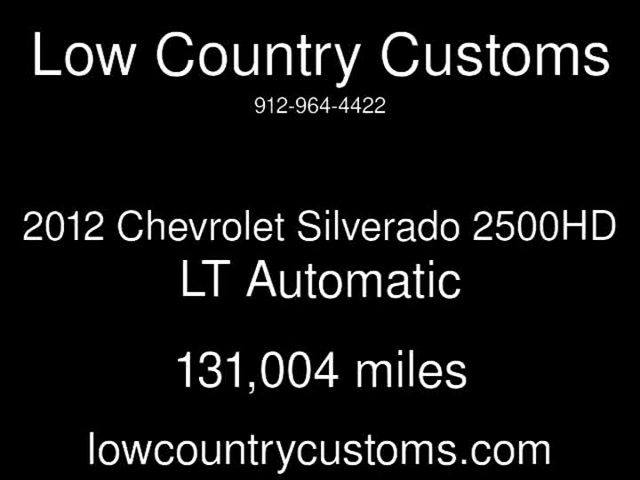 Low Country Customs
912-964-4422
2012 Chevrolet Silverado 2500HD
LT Automatic
131,004 miles
lowcountrycustoms.com